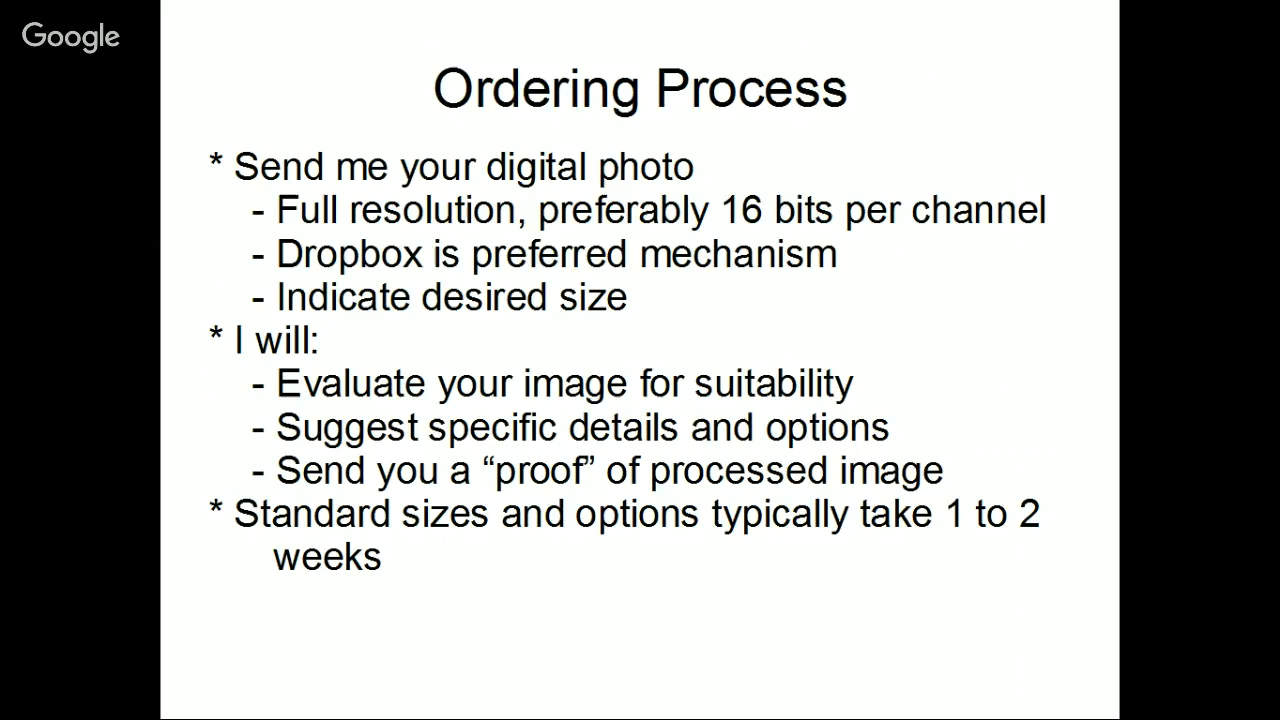 Google
Ordering Process
* Send me your digital photo
- Full resolution, preferably 16 bits per channel
- Dropbox is preferred mechanism
- Indicate desired size
* I will:
- Evaluate your image for suitability
- Suggest specific details and options
- Send you a “proof” of processed image
* Standard sizes and options typically take 1 to 2
weeks